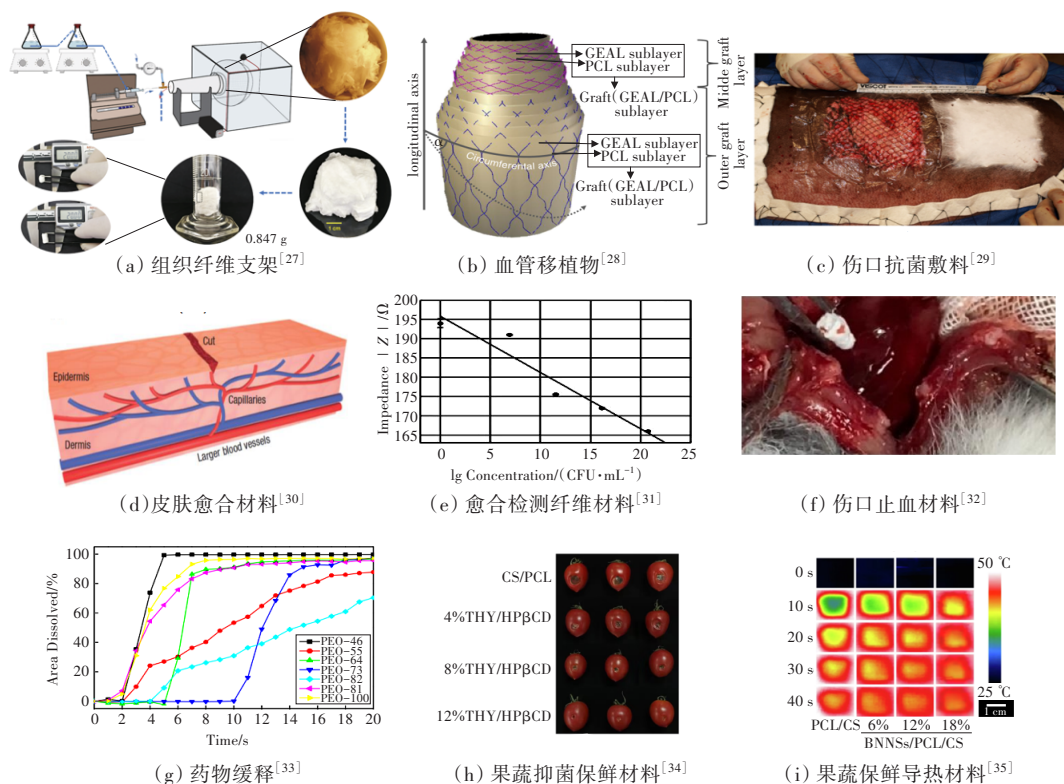 0.847 g
1 cm
(a) 组织纤维支架[27]
longitudinal axis
GEAL sublayer
PCL sublayer
Graft(GEAL/PCL)
sublayer
α
Circumferential axis
GEAL sublayer
PCL sublayer
Graft(GEAL/PCL)
sublayer
Midde graft
layer
Outer graft
layer
(b) 血管移植物[28]
(c) 伤口抗菌敷料[29]
Cut
Epidermis
Capillaries
Dermis
Larger blood vessels
(d)皮肤愈合材料[30]
Impedance |Z|/Ω
200
195
190
185
180
175
170
165
0 5 10 15 20 25
lg Concentration/(CFU·mL⁻¹)
(e) 愈合检测纤维材料[31]
(f) 伤口止血材料[32]
Area Dissolved/%
100
80
60
40
20
0
PEO-46
PEO-55
PEO-64
PEO-73
PEO-82
PEO-81
PEO-100
0 2 4 6 8 10 12 14 16 18 20
Time/s
(g) 药物缓释[33]
CS/PCL
4%THY/HPβCD
8%THY/HPβCD
12%THY/HPβCD
(h) 果蔬抑菌保鲜材料[34]
0 s
10 s
20 s
30 s
40 s
50 ℃
25 ℃
1 cm
PCL/CS 6% 12% 18%
BNNSs/PCL/CS
(i) 果蔬保鲜导热材料[35]